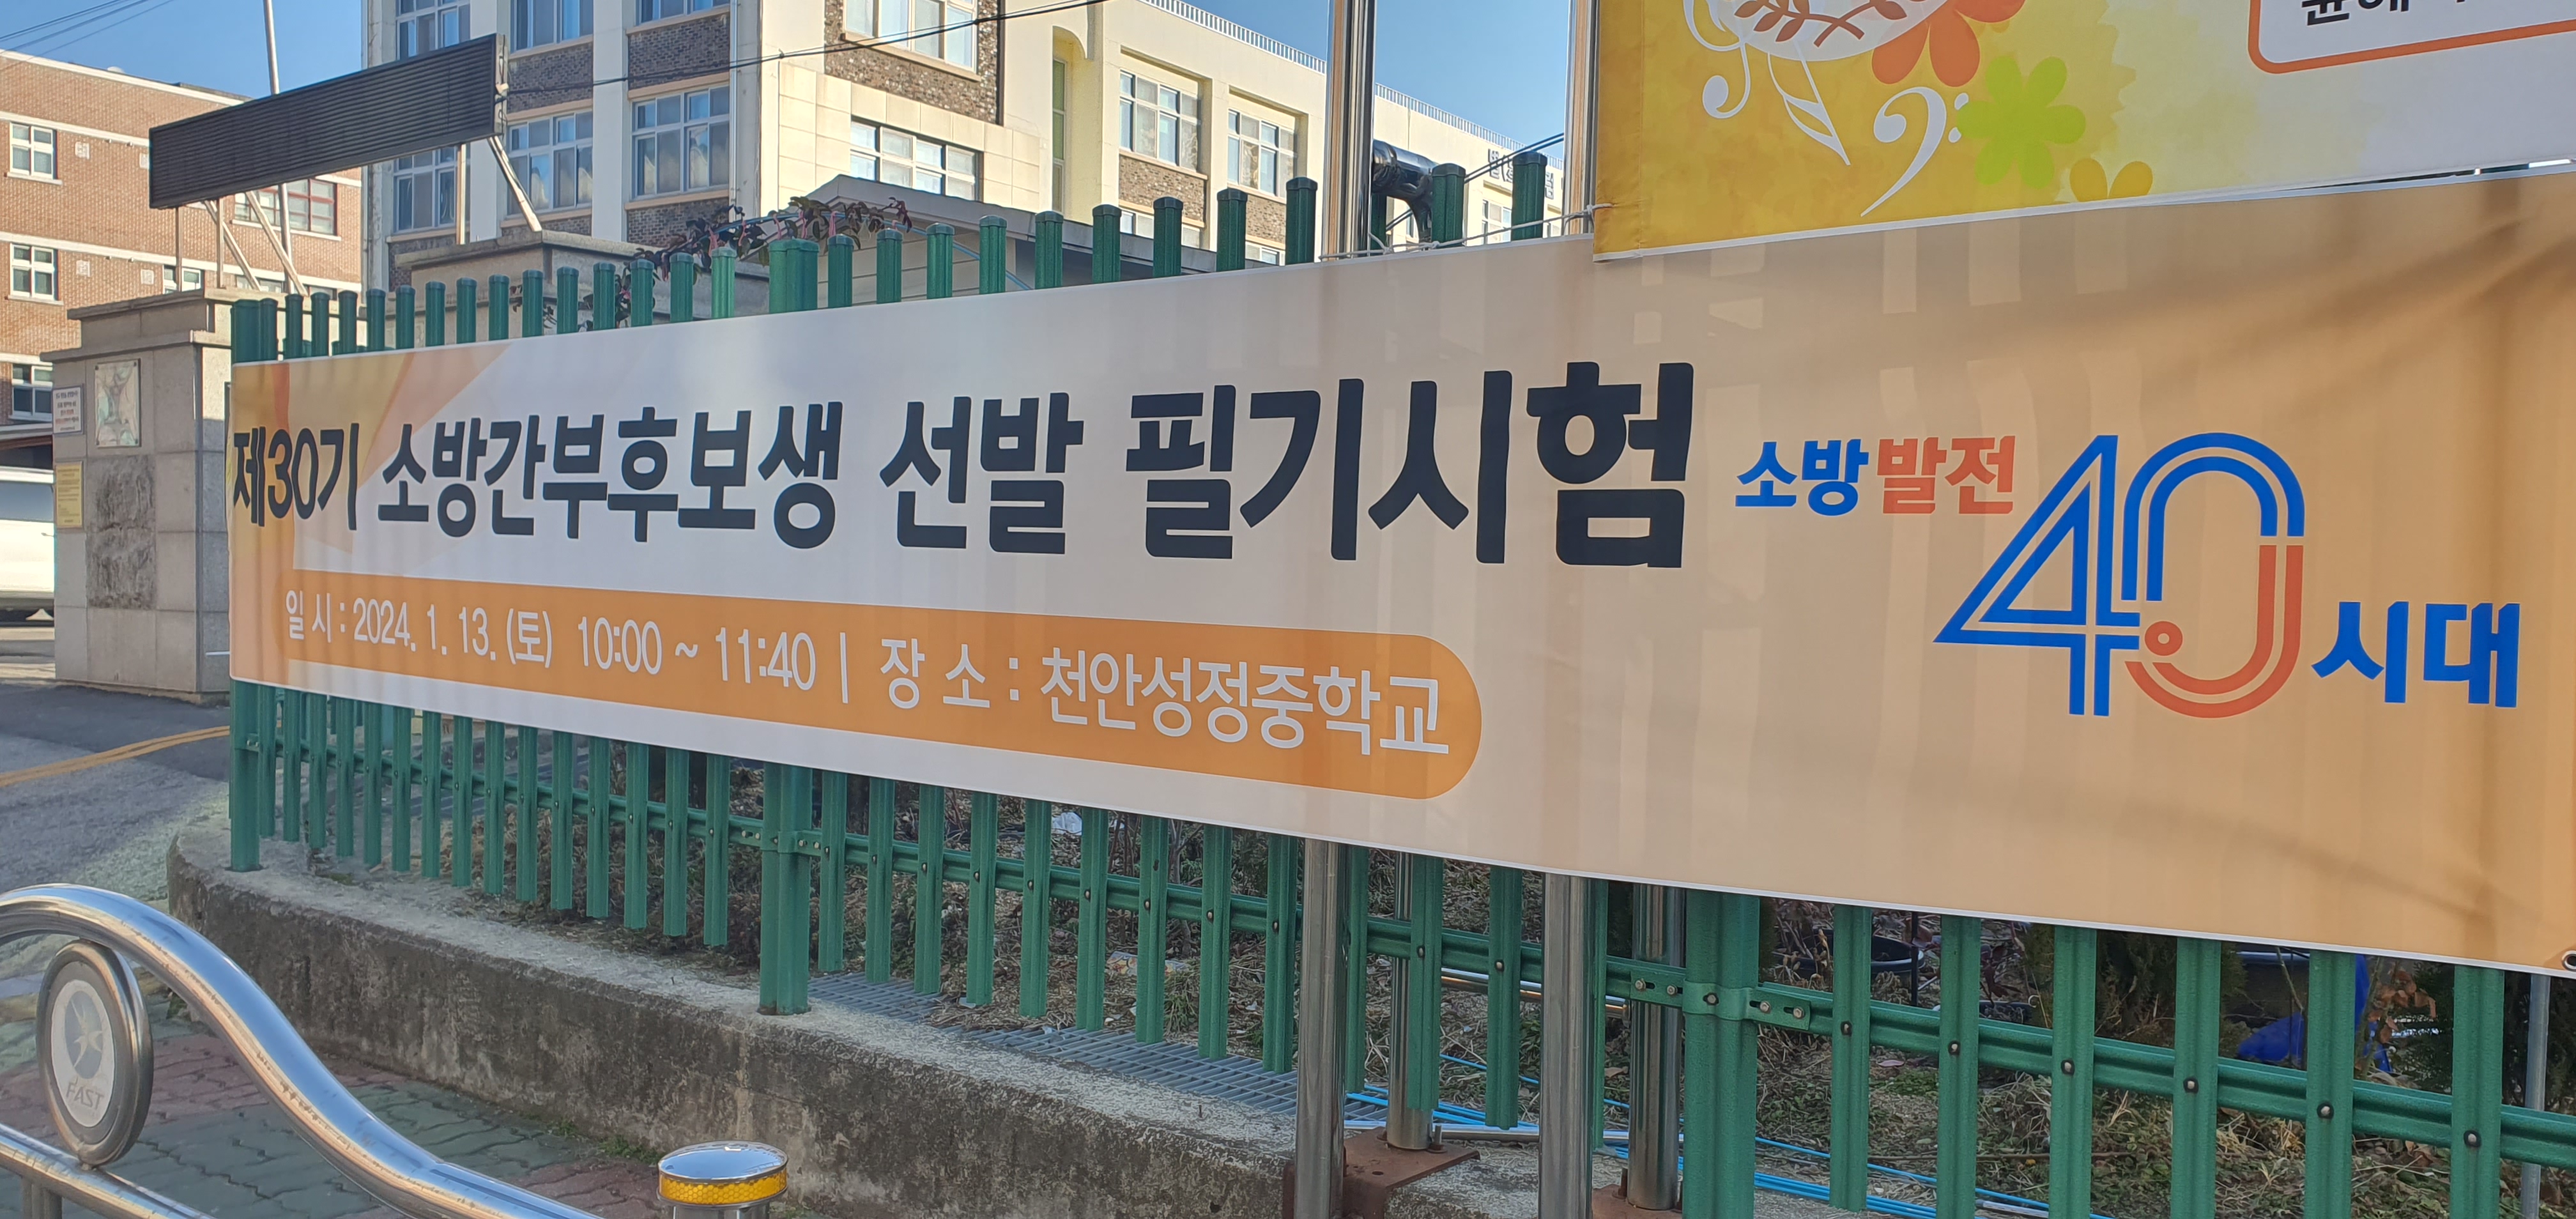 제30기 소방간부후보생 선발 필기시험
소방발전
40
시대
일 시 : 2024. 1. 13. (토) 10:00 ~ 11:40 | 장 소 : 천안성정중학교
FAST